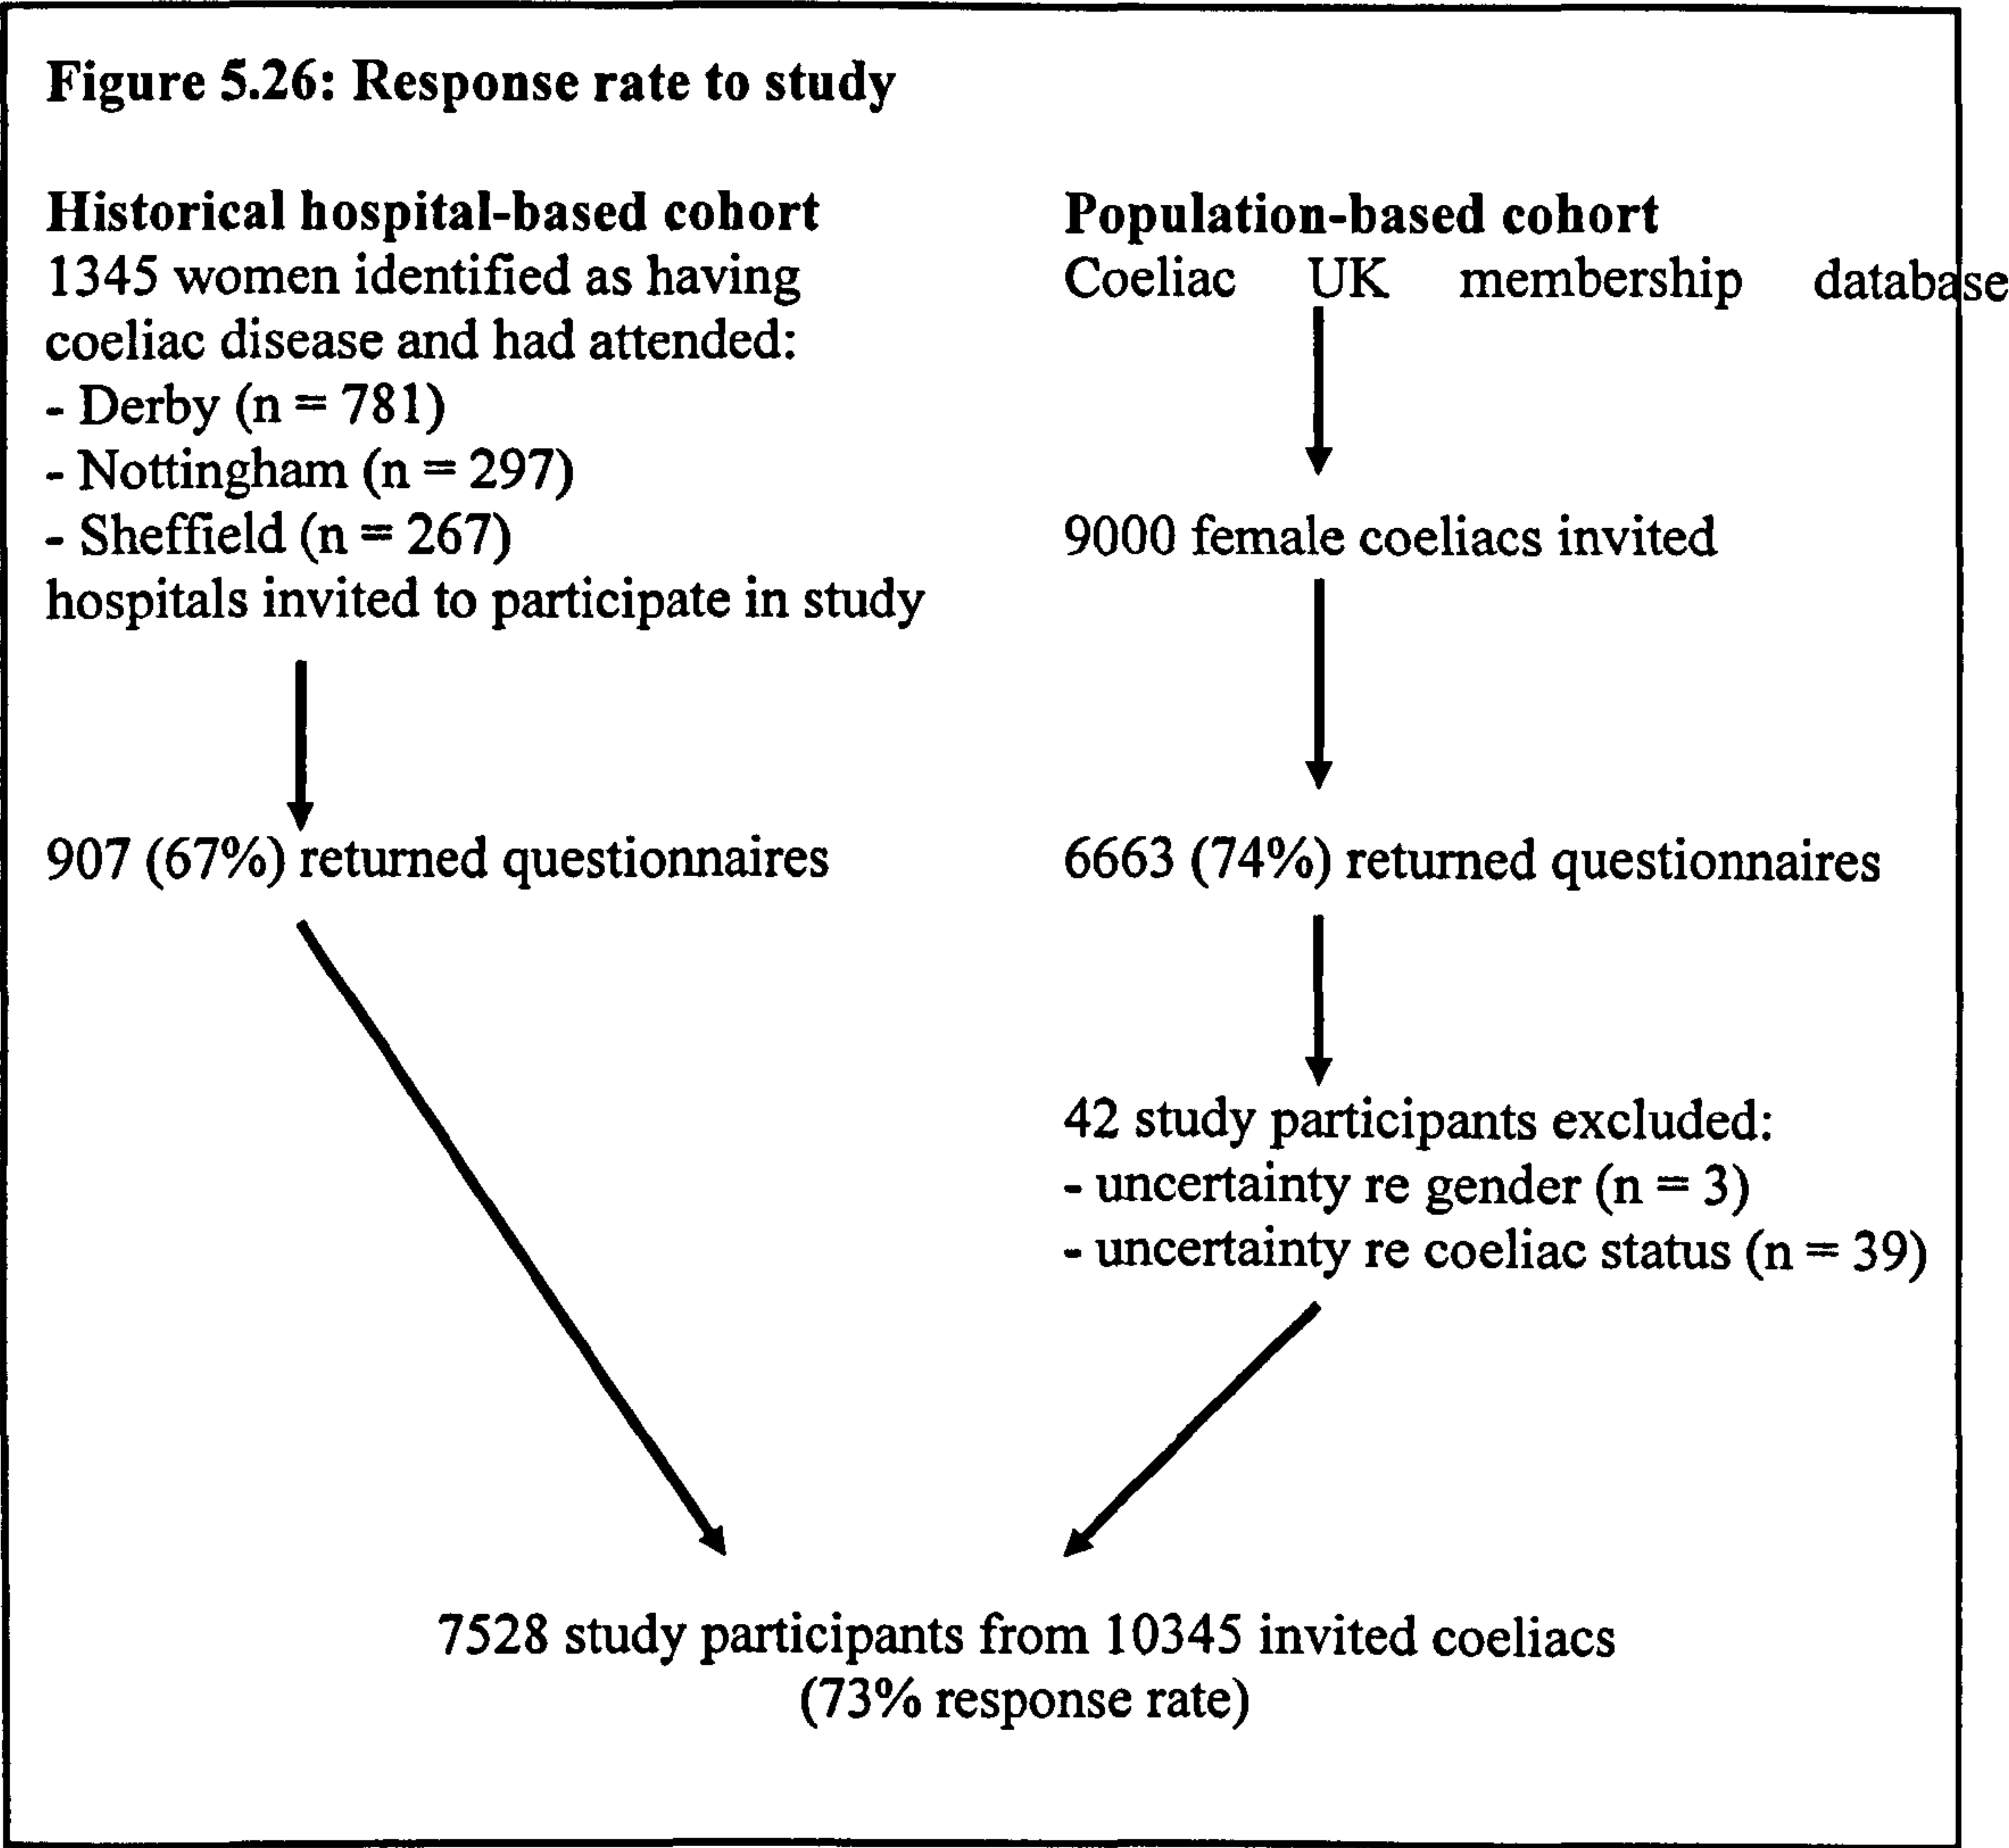 Figure 5.26: Response rate to study
Historical hospital-based cohort
1345 women identified as having
coeliac disease and had attended:
- Derby (n = 781)
- Nottingham (n = 297)
- Sheffield (n = 267)
hospitals invited to participate in study
907 (67%) returned questionnaires
Population-based cohort
Coeliac UK membership database
9000 female coeliacs invited
6663 (74%) returned questionnaires
42 study participants excluded:
- uncertainty re gender (n = 3)
- uncertainty re coeliac status (n = 39)
7528 study participants from 10345 invited coeliacs
(73% response rate)